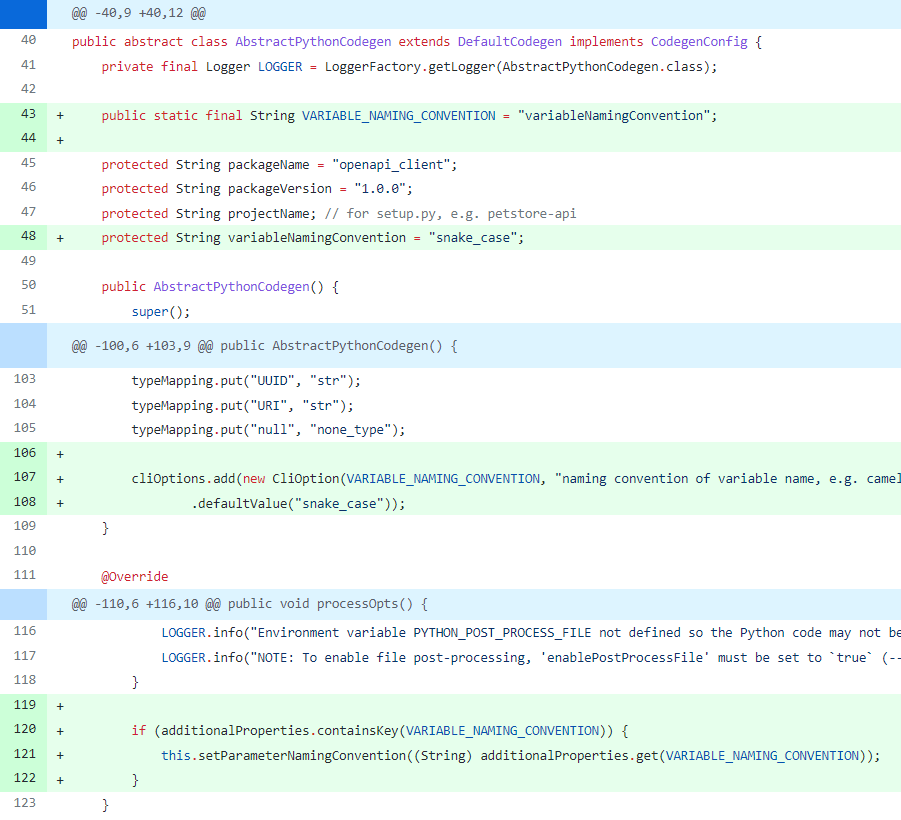 @@ -40,9 +40,12 @@
40 public abstract class AbstractPythonCodegen extends DefaultCodegen implements CodegenConfig {
41 private final Logger LOGGER = LoggerFactory.getLogger(AbstractPythonCodegen.class);
42
43 + public static final String VARIABLE_NAMING_CONVENTION = "variableNamingConvention";
44 +
45 protected String packageName = "openapi_client";
46 protected String packageVersion = "1.0.0";
47 protected String projectName; // for setup.py, e.g. petstore-api
48 + protected String variableNamingConvention = "snake_case";
49
50 public AbstractPythonCodegen() {
51 super();
@@ -100,6 +103,9 @@ public AbstractPythonCodegen() {
103 typeMapping.put("UUID", "str");
104 typeMapping.put("URI", "str");
105 typeMapping.put("null", "none_type");
106 +
107 + cliOptions.add(new CliOption(VARIABLE_NAMING_CONVENTION, "naming convention of variable name, e.g. camel
108 + .defaultValue("snake_case"));
109 }
110
111 @Override
@@ -110,6 +116,10 @@ public void processOpts() {
116 LOGGER.info("Environment variable PYTHON_POST_PROCESS_FILE not defined so the Python code may not be
117 LOGGER.info("NOTE: To enable file post-processing, 'enablePostProcessFile' must be set to `true` (--
118 }
119 +
120 + if (additionalProperties.containsKey(VARIABLE_NAMING_CONVENTION)) {
121 + this.setParameterNamingConvention((String) additionalProperties.get(VARIABLE_NAMING_CONVENTION));
122 + }
123 }